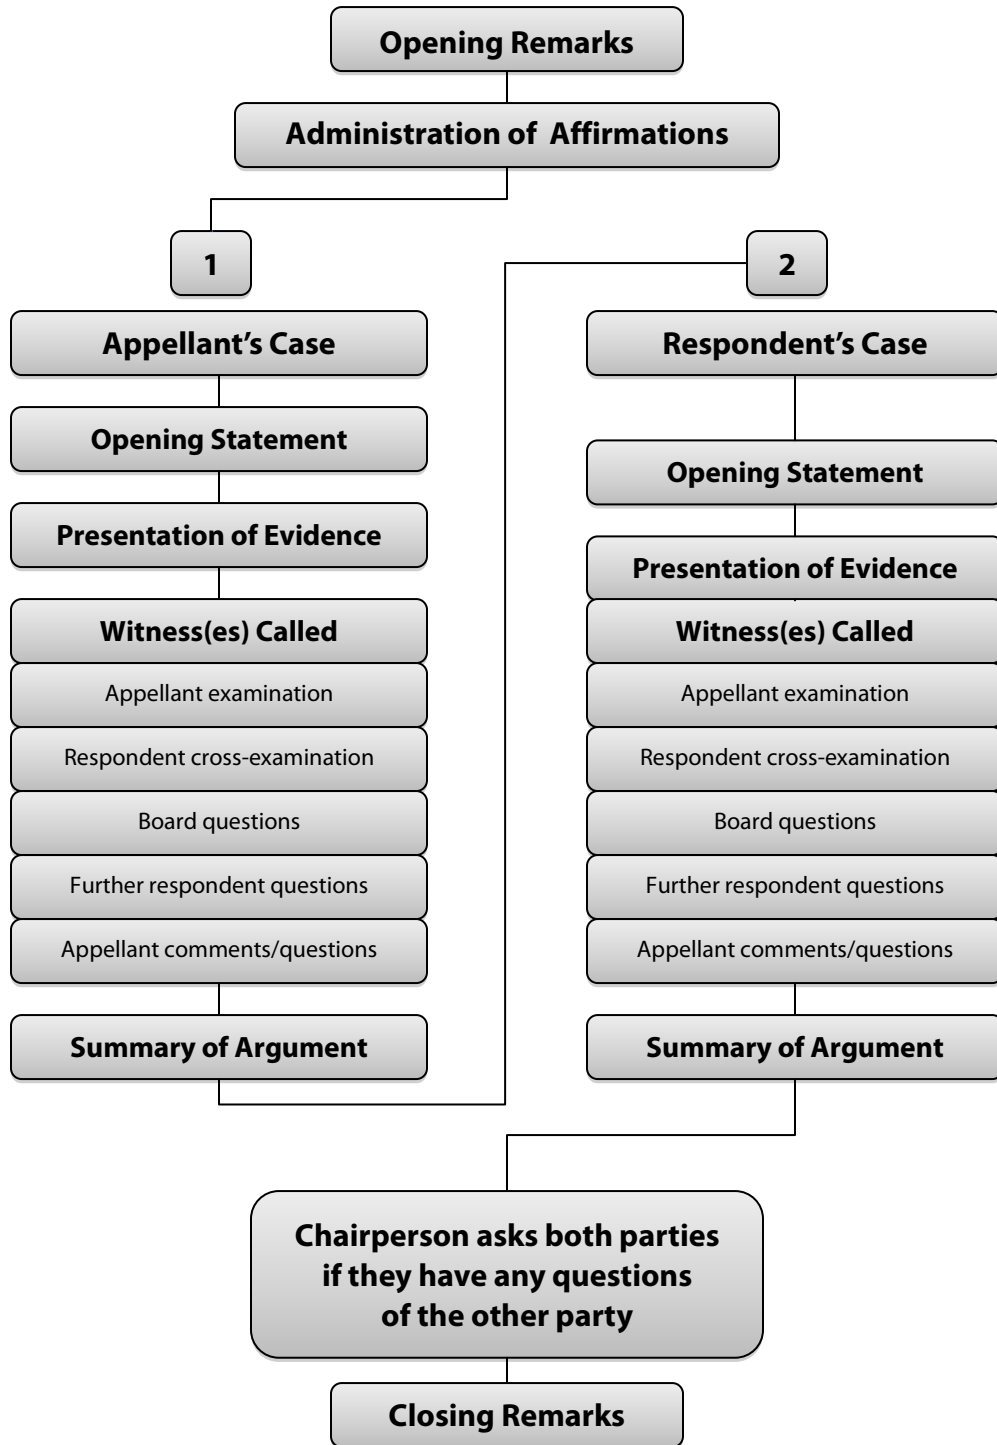 Opening Remarks
Administration of Affirmations
1
Appellant’s Case
Opening Statement
Presentation of Evidence
Witness(es) Called
Appellant examination
Respondent cross-examination
Board questions
Further respondent questions
Appellant comments/questions
Summary of Argument
2
Respondent’s Case
Opening Statement
Presentation of Evidence
Witness(es) Called
Appellant examination
Respondent cross-examination
Board questions
Further respondent questions
Appellant comments/questions
Summary of Argument
Chairperson asks both parties
if they have any questions
of the other party
Closing Remarks